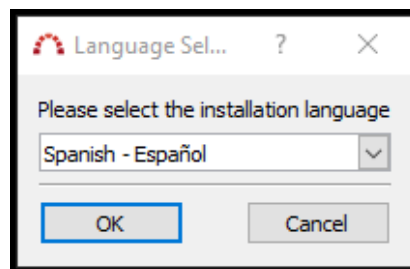 Language Sel...
Please select the installation language
Spanish - Español
OK
Cancel